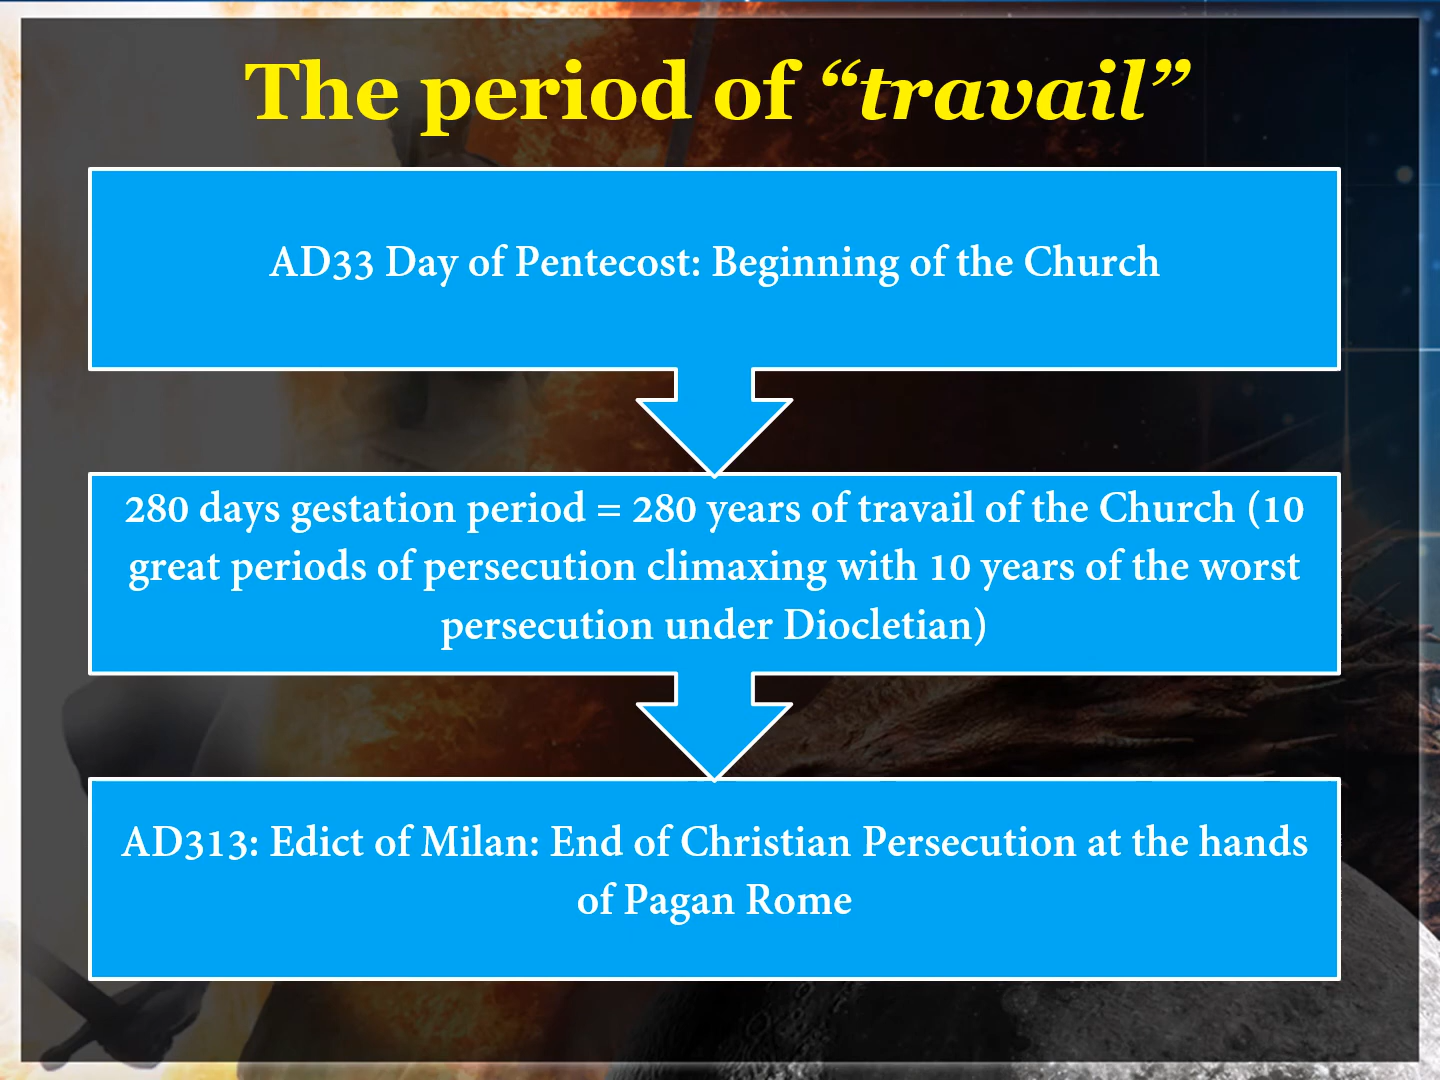 The period of “travail”
AD33 Day of Pentecost: Beginning of the Church
280 days gestation period = 280 years of travail of the Church (10
great periods of persecution climaxing with 10 years of the worst
persecution under Diocletian)
AD313: Edict of Milan: End of Christian Persecution at the hands
of Pagan Rome